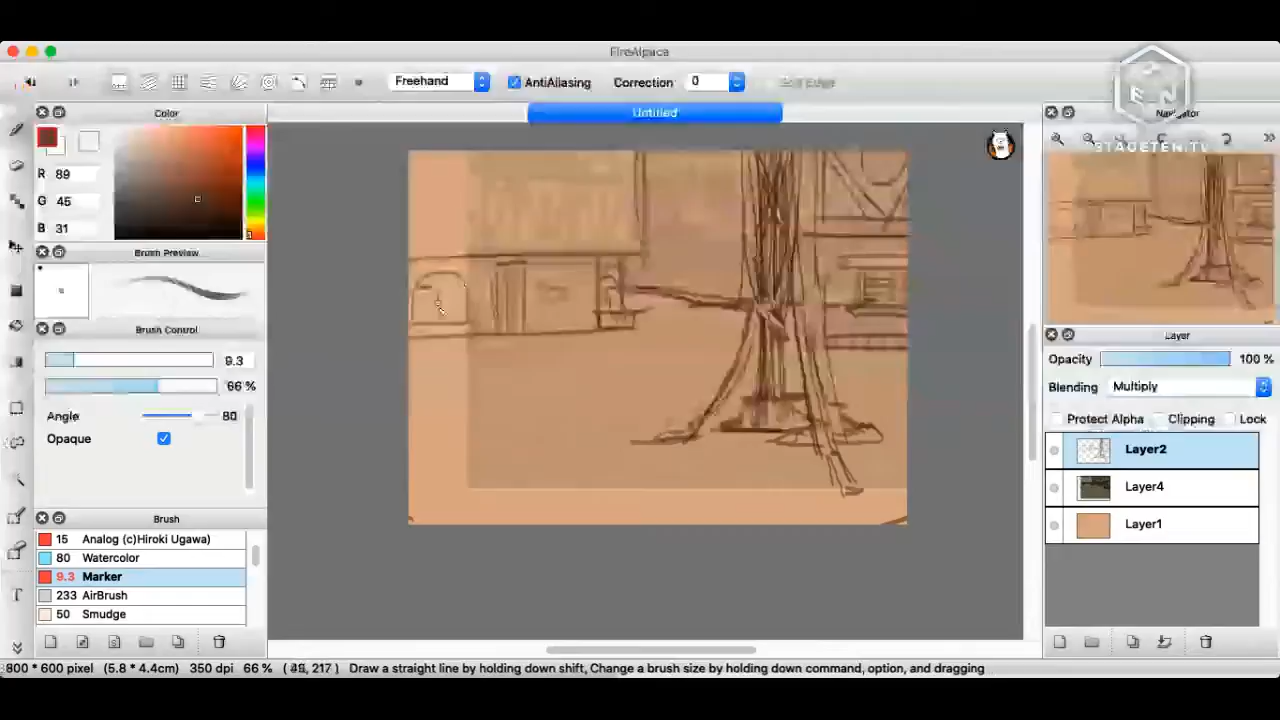 FireAlpaca
Freehand
AntiAliasing
Correction
0
Untitled
Color
R 89
G 45
B 31
Brush Preview
Brush Control
9.3
66 %
Angle
80
Opaque
Brush
15 Analog (c)Hiroki Ugawa)
80 Watercolor
9.3 Marker
233 AirBrush
50 Smudge
STAGETEN.TV
Navigator
Layer
Opacity 100 %
Blending Multiply
Protect Alpha Clipping Lock
Layer2
Layer4
Layer1
T
800 * 600 pixel (5.8 * 4.4cm) 350 dpi 66 % Draw a straight line by holding down shift, Change a brush size by holding down command, option, and dragging